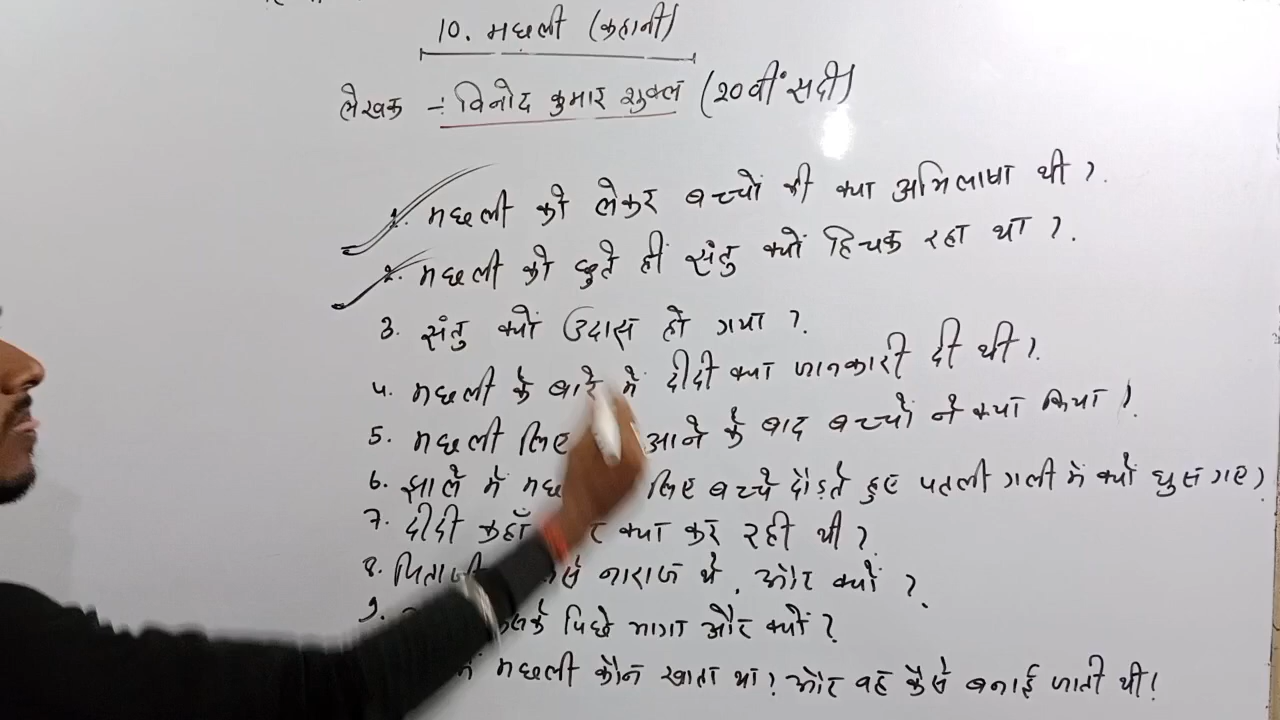 10. मछली (कहानी)
लेखक -: विनोद कुमार शुक्ल (20वीं सदी)
1. मछली को लेकर बच्चों की क्या अभिलाषा थी ?
2. मछली को छुते ही संतु क्यों हिचक रहा था ?
3. संतु क्यों उदास हो गया ?
4. मछली के बारे में दीदी क्या जानकारी दी थी ?
5. मछली लिए आने के बाद बच्चों ने क्या किया ?
6. झाले में लिए बच्चे दौड़ते हुए पतली गली में क्यों घुस गए ?
7. दीदी कहाँ क्या कर रही थी ?
8. नाराज थे, और क्यों ?
9. पिछे भागा और क्यों ?
में मछली कौन खाता था ? और वह कैसे बनाई जाती थी !